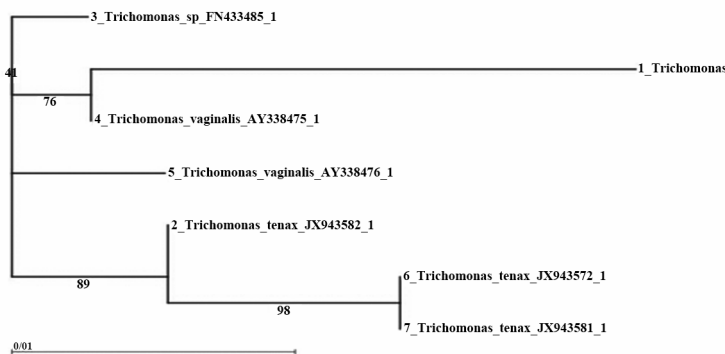 3_Trichomonas_sp_FN433485_1
41
1_Trichomonas
76
4_Trichomonas_vaginalis_AY338475_1
5_Trichomonas_vaginalis_AY338476_1
2_Trichomonas_tenax_JX943582_1
89
6_Trichomonas_tenax_JX943572_1
98
7_Trichomonas_tenax_JX943581_1
0/01